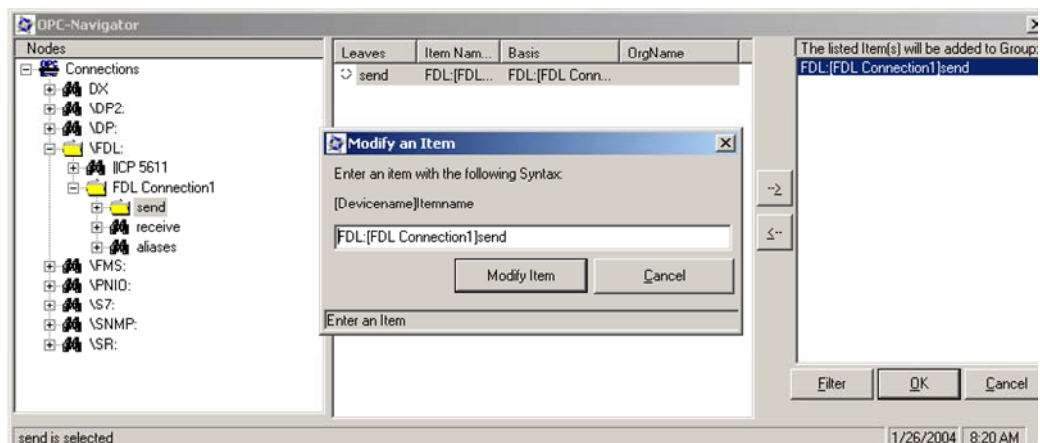 OPC-Navigator
Nodes
Connections
DX
\DP2:
\DP:
\FDL:
||CP 5611
FDL Connection1
send
receive
aliases
\FMS:
\PNIO:
\S7:
\SNMP:
\SR:
Leaves Item Nam... Basis OrgName
send FDL:[FDL... FDL:[FDL Conn...
Modify an Item
Enter an item with the following Syntax:
[Devicename]Itemname
FDL:[FDL Connection1]send
Modify Item Cancel
Enter an Item
-->
<--
The listed Item(s) will be added to Group:
FDL:[FDL Connection1]send
Filter OK Cancel
send is selected 1/26/2004 8:20 AM